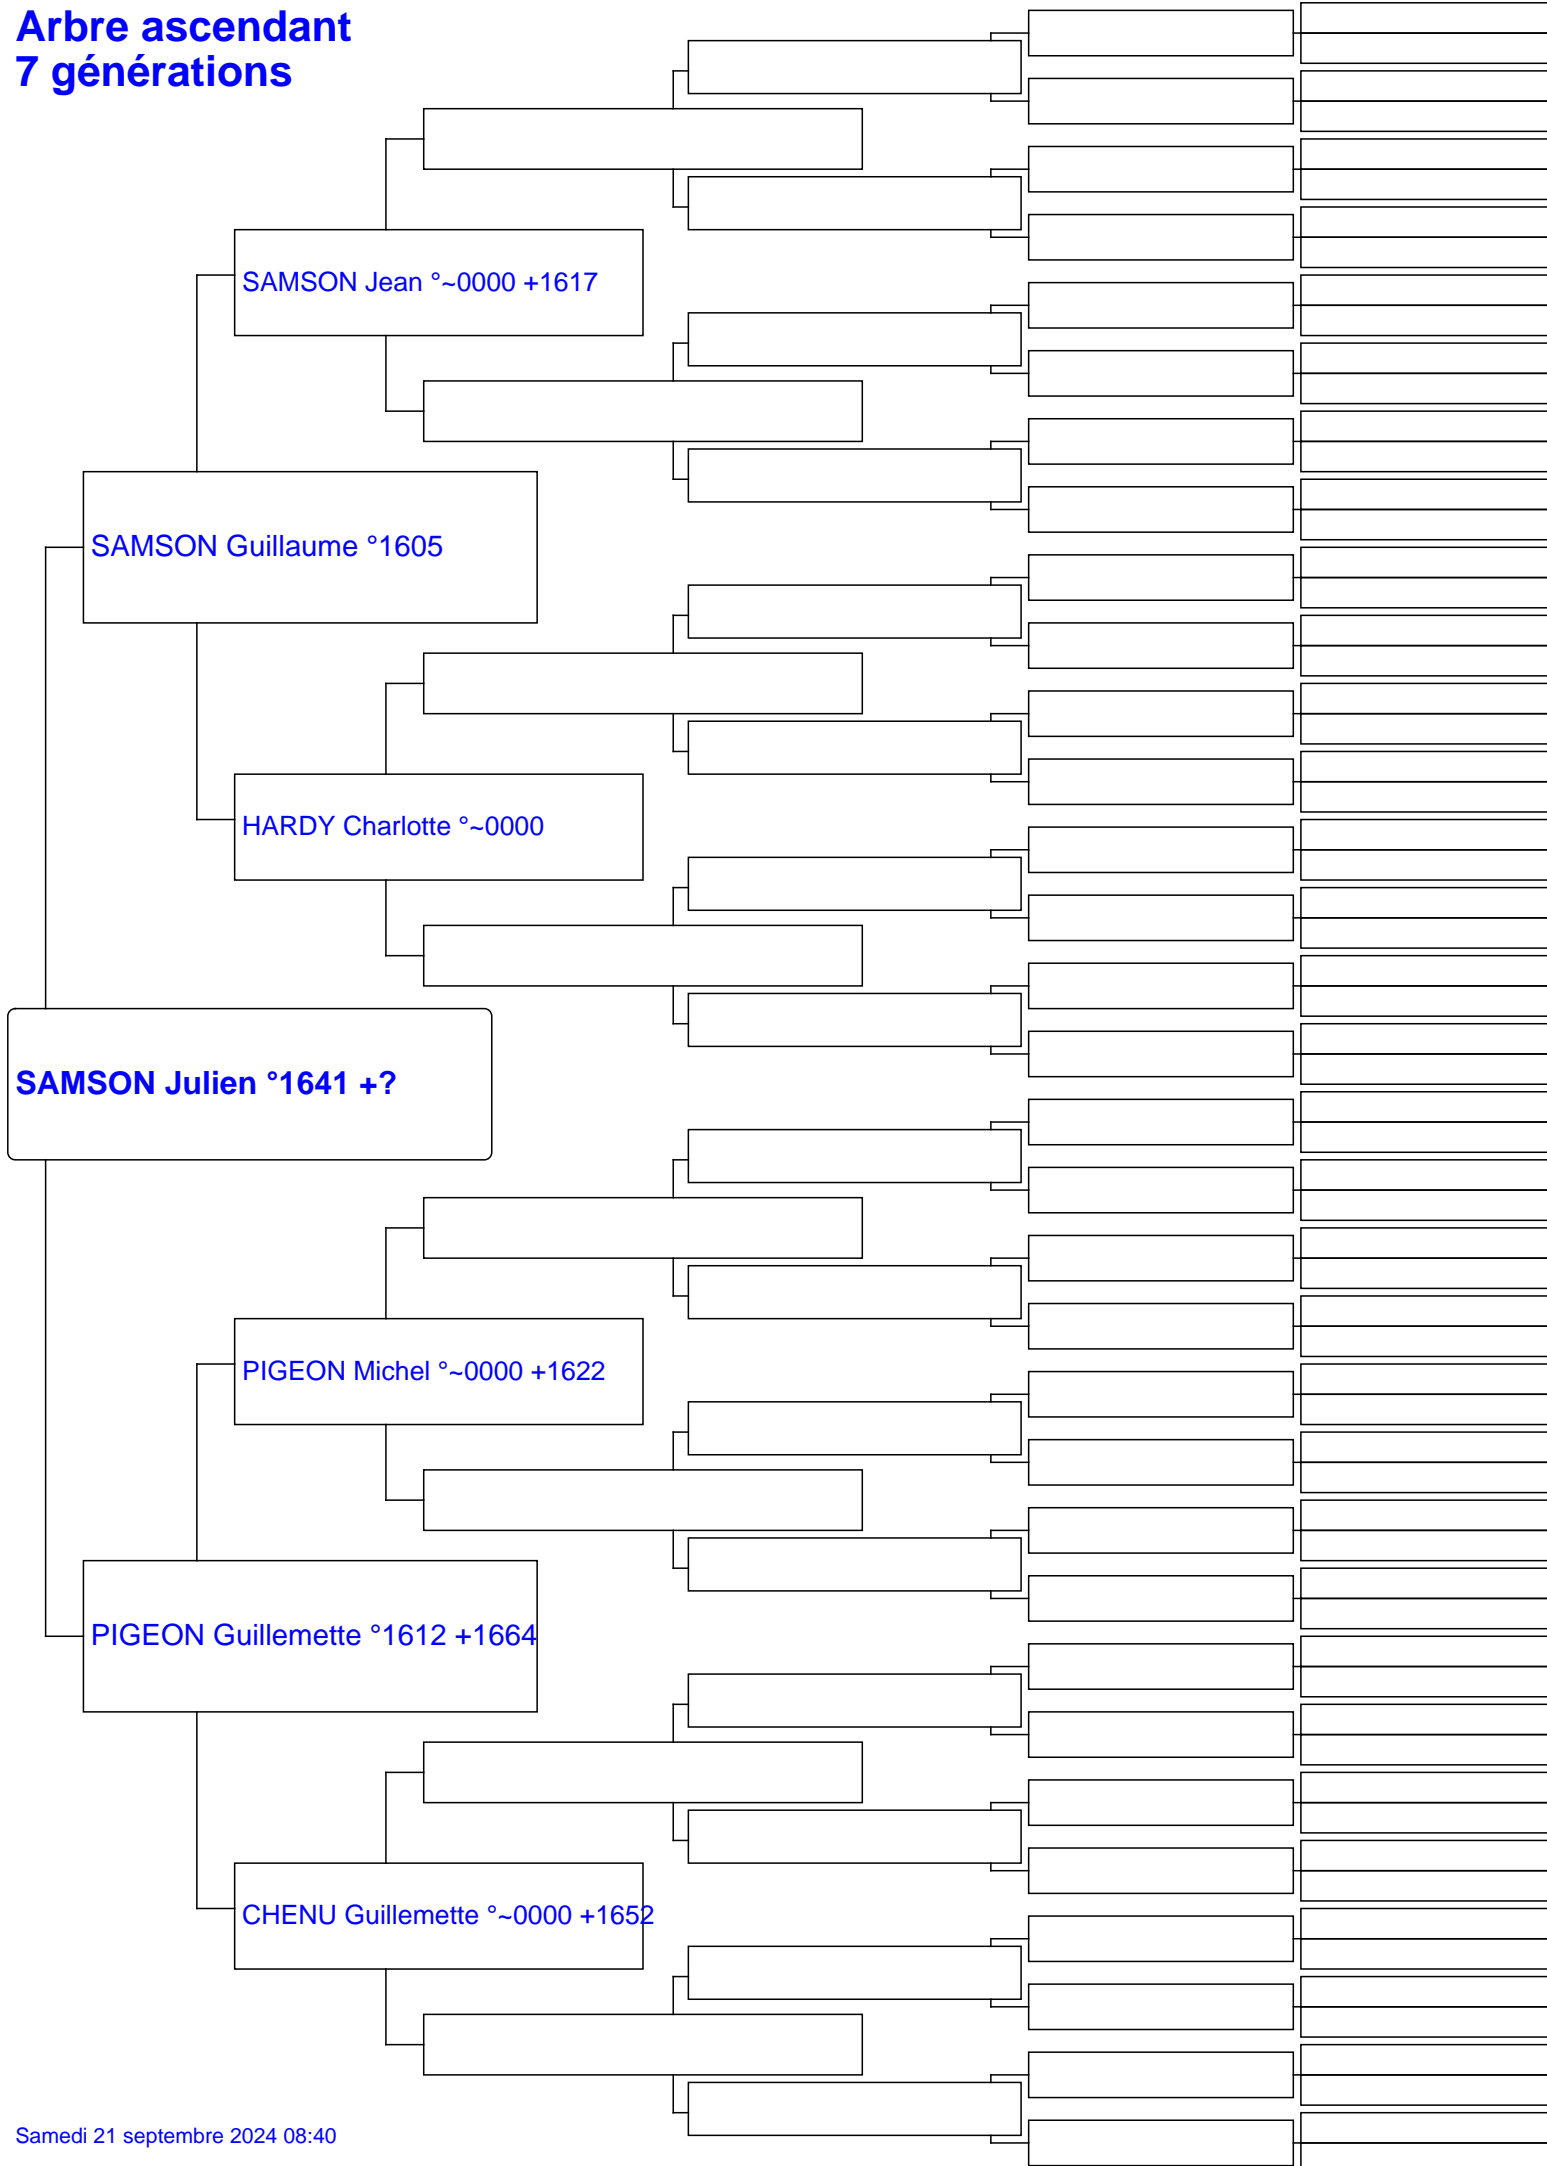 Arbre ascendant
7 générations
SAMSON Jean °~0000 +1617
SAMSON Guillaume °1605
HARDY Charlotte °~0000
SAMSON Julien °1641 +?
PIGEON Michel °~0000 +1622
PIGEON Guillemette °1612 +1664
CHENU Guillemette °~0000 +1652
Samedi 21 septembre 2024 08:40